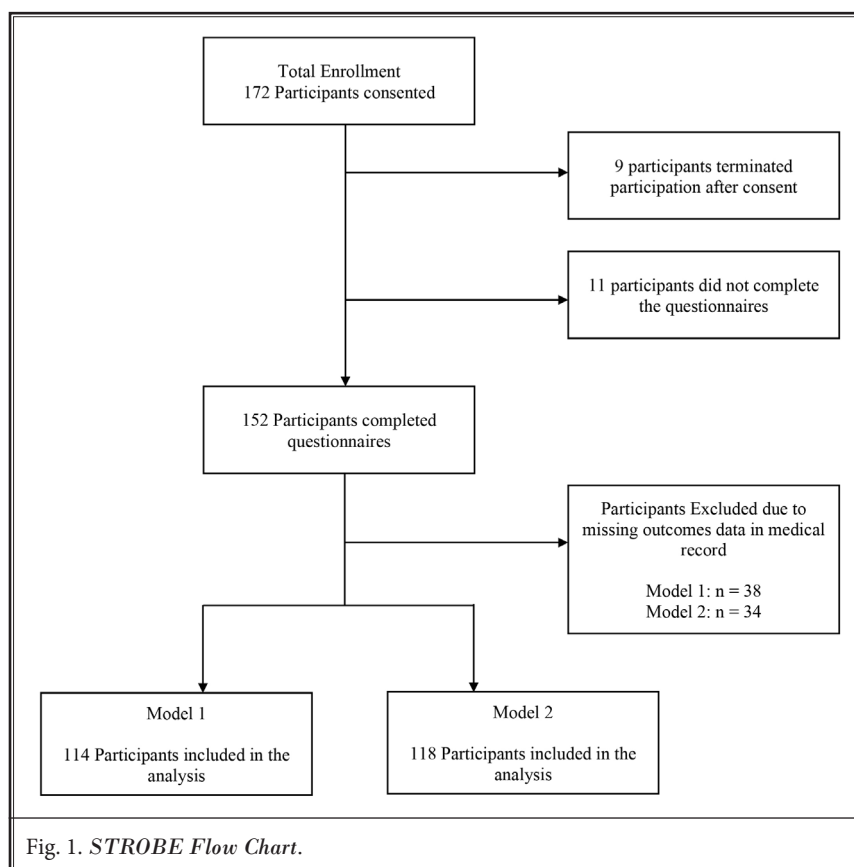 Total Enrollment
172 Participants consented
9 participants terminated
participation after consent
11 participants did not complete
the questionnaires
152 Participants completed
questionnaires
Participants Excluded due to
missing outcomes data in medical
record
Model 1: n = 38
Model 2: n = 34
Model 1
114 Participants included in the
analysis
Model 2
118 Participants included in the
analysis
Fig. 1. STROBE Flow Chart.